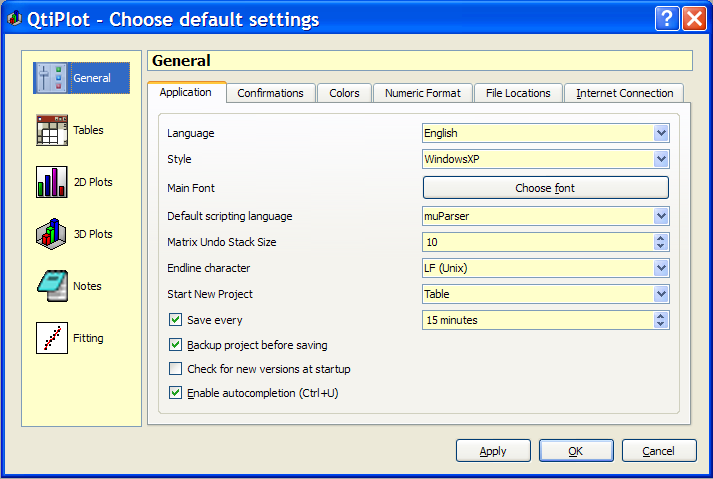 QtiPlot - Choose default settings
General
Tables
2D Plots
3D Plots
Notes
Fitting
General
Application Confirmations Colors Numeric Format File Locations Internet Connection
Language English
Style WindowsXP
Main Font Choose font
Default scripting language muParser
Matrix Undo Stack Size 10
Endline character LF (Unix)
Start New Project Table
Save every 15 minutes
Backup project before saving
Check for new versions at startup
Enable autocompletion (Ctrl+U)
Apply OK Cancel